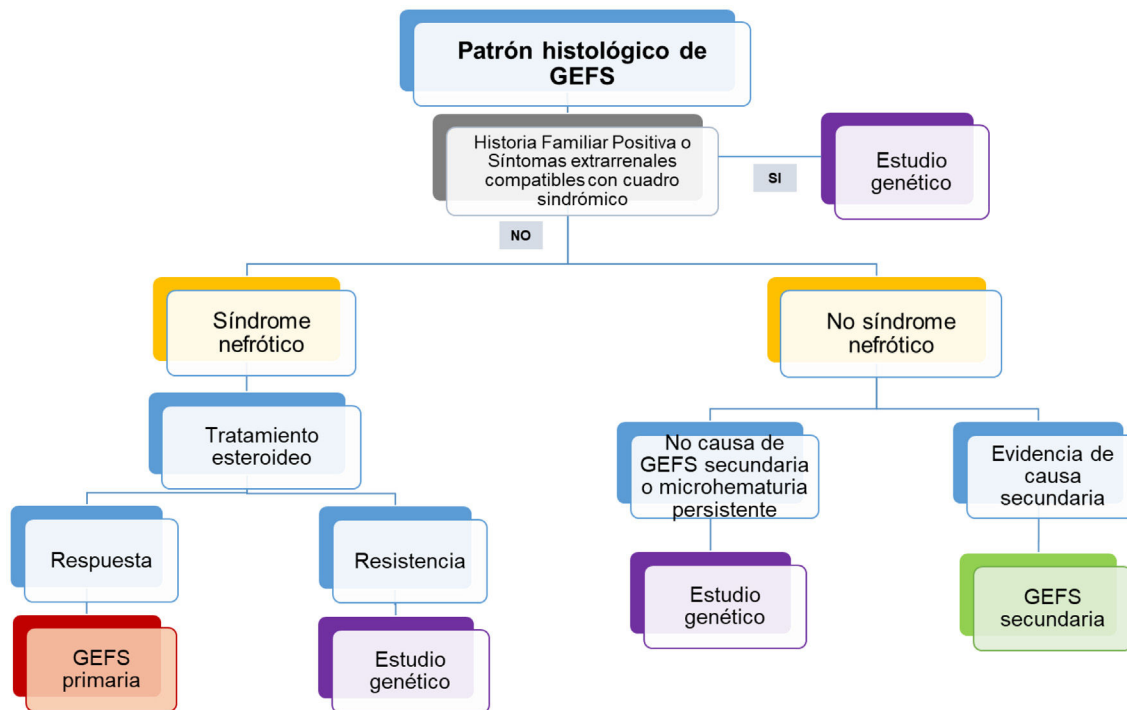 Patrón histológico de
GEFS
Historia Familiar Positiva o
Síntomas extrarrenales
compatibles con cuadro
sindrómico
SI
Estudio
genético
NO
Síndrome
nefrótico
No síndrome
nefrótico
Tratamiento
esteroideo
No causa de
GEFS secundaria
o microhematuria
persistente
Evidencia de
causa
secundaria
Respuesta
Resistencia
Estudio
genético
GEFS
secundaria
GEFS
primaria
Estudio
genético